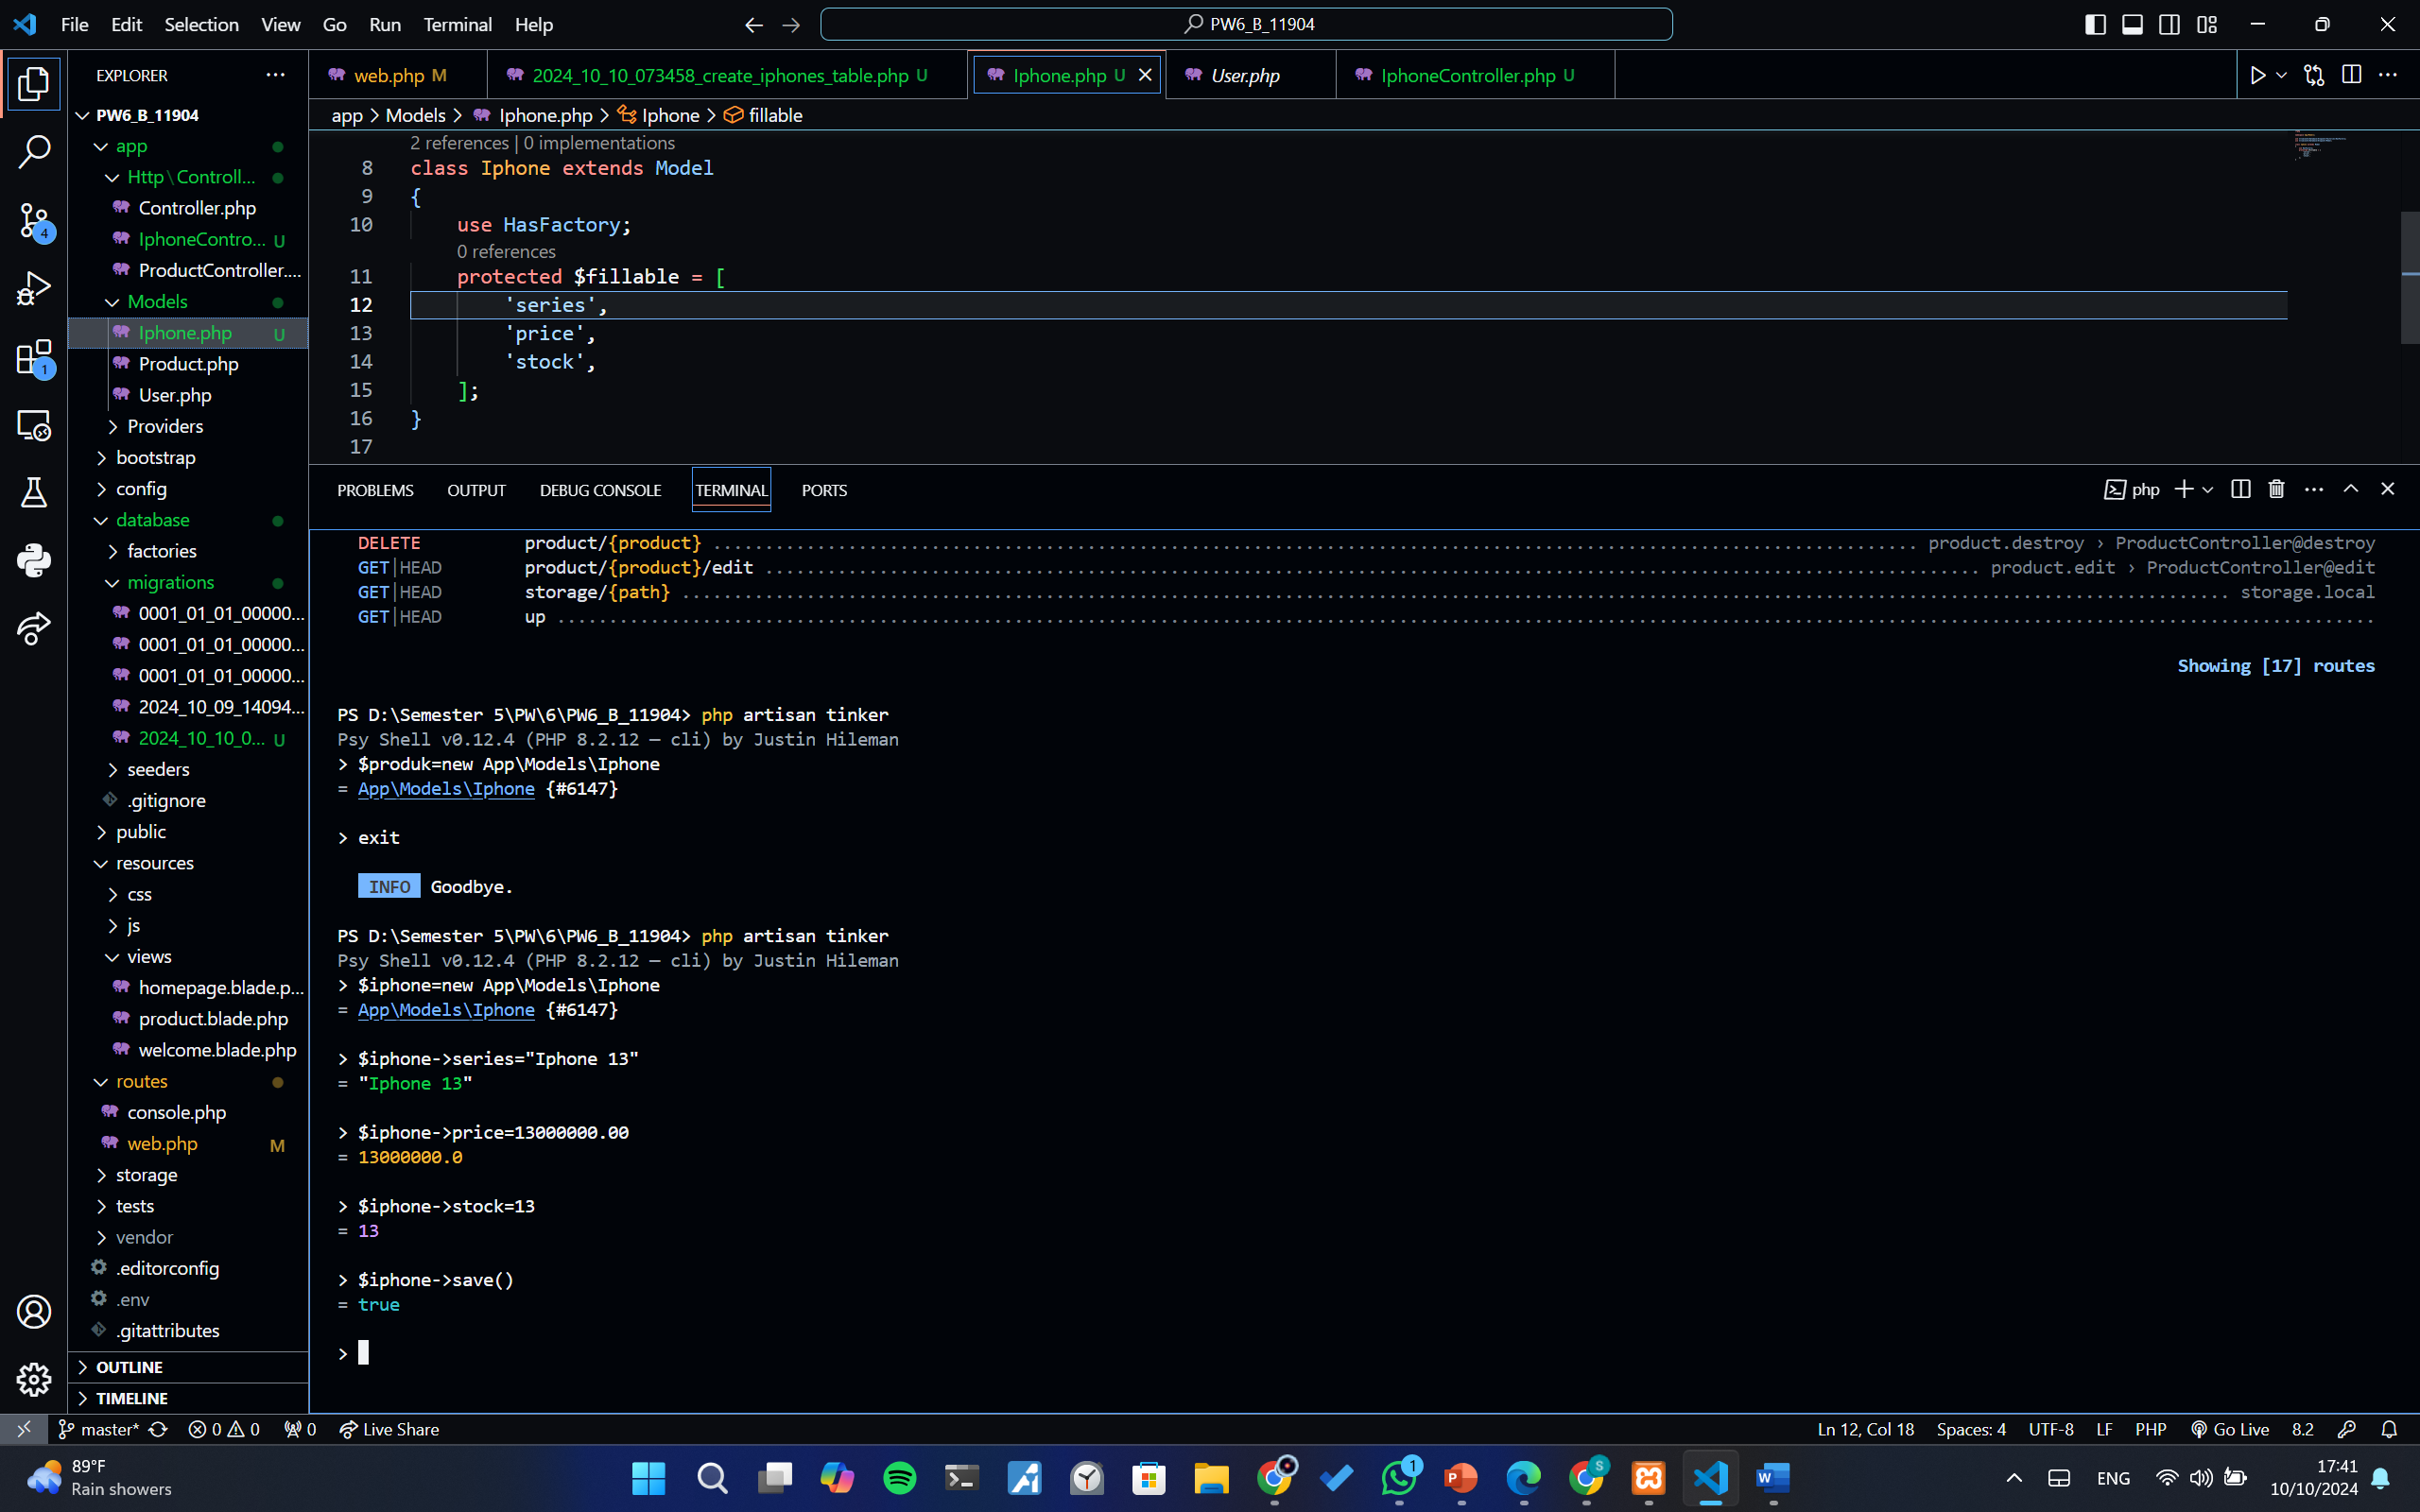 File Edit Selection View Go Run Terminal Help
PW6_B_11904
EXPLORER
PW6_B_11904
app
Http\Controll...
Controller.php
IphoneContro... U
ProductController....
Models
Iphone.php U
Product.php
User.php
Providers
bootstrap
config
database
factories
migrations
0001_01_01_00000...
0001_01_01_00000...
0001_01_01_00000...
2024_10_09_14094...
2024_10_10_0... U
seeders
.gitignore
public
resources
css
js
views
homepage.blade.p...
product.blade.php
welcome.blade.php
routes
console.php
web.php M
storage
tests
vendor
.editorconfig
.env
.gitattributes
OUTLINE
TIMELINE
4
1
web.php M 2024_10_10_073458_create_iphones_table.php U Iphone.php U User.php IphoneController.php U
app > Models > Iphone.php > Iphone > fillable
2 references | 0 implementations
8 class Iphone extends Model
9 {
10 use HasFactory;
0 references
11 protected $fillable = [
12 'series',
13 'price',
14 'stock',
15 ];
16 }
17
PROBLEMS OUTPUT DEBUG CONSOLE TERMINAL PORTS
php
DELETE product/{product} ........ product.destroy › ProductController@destroy
GET|HEAD product/{product}/edit ........ product.edit › ProductController@edit
GET|HEAD storage/{path} ........ storage.local
GET|HEAD up ........
Showing [17] routes
PS D:\Semester 5\PW\6\PW6_B_11904> php artisan tinker
Psy Shell v0.12.4 (PHP 8.2.12 — cli) by Justin Hileman
> $produk=new App\Models\Iphone
= App\Models\Iphone {#6147}
> exit
INFO Goodbye.
PS D:\Semester 5\PW\6\PW6_B_11904> php artisan tinker
Psy Shell v0.12.4 (PHP 8.2.12 — cli) by Justin Hileman
> $iphone=new App\Models\Iphone
= App\Models\Iphone {#6147}
> $iphone->series="Iphone 13"
= "Iphone 13"
> $iphone->price=13000000.00
= 13000000.0
> $iphone->stock=13
= 13
> $iphone->save()
= true
>
master* 0 0 0 Live Share
Ln 12, Col 18 Spaces: 4 UTF-8 LF PHP Go Live 8.2
89°F
Rain showers
1
S
ENG
17:41
10/10/2024